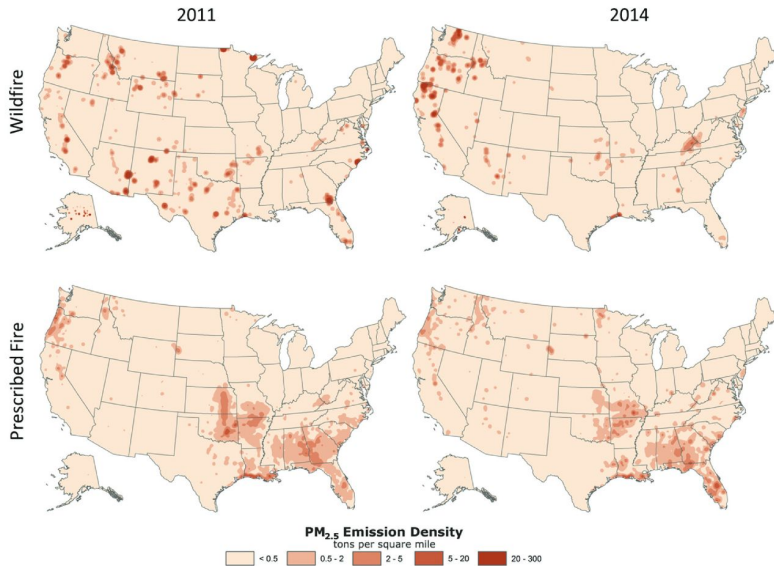 2011
2014
Wildfire
Prescribed Fire
PM2.5 Emission Density
tons per square mile
< 0.5
0.5 - 2
2 - 5
5 - 20
20 - 300